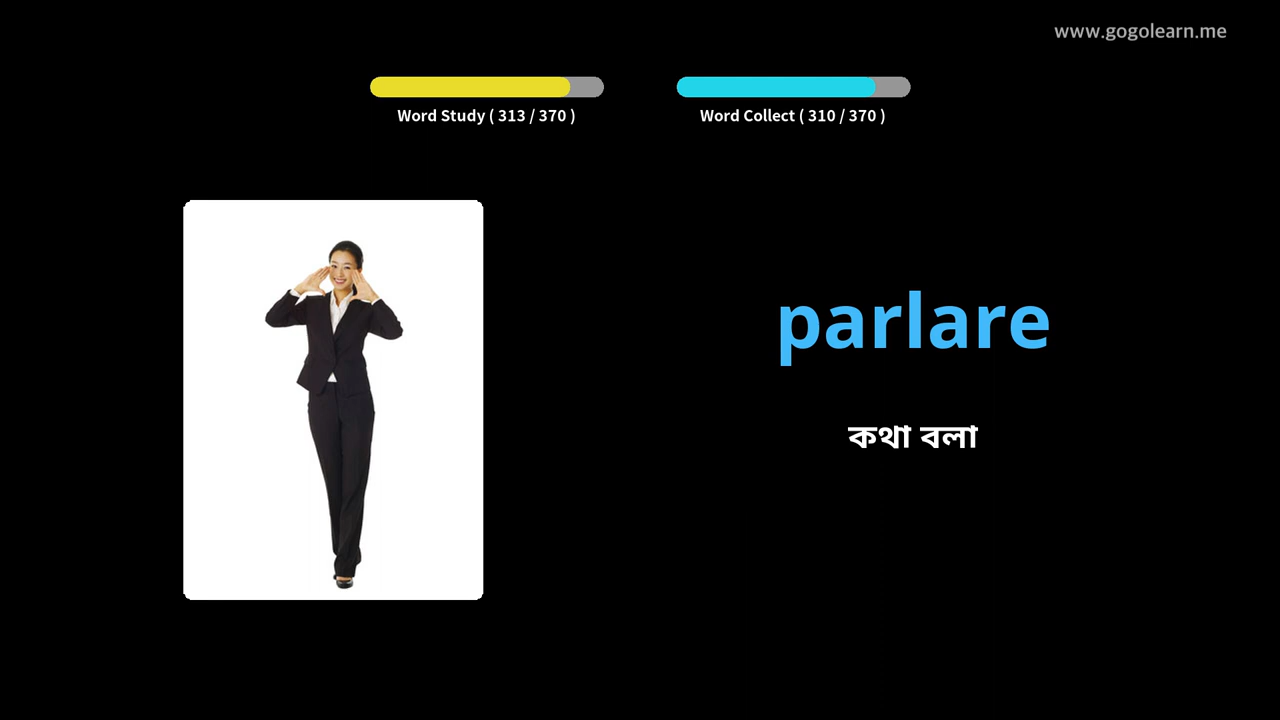 www.gogolearn.me
Word Study ( 313 / 370 )
Word Collect ( 310 / 370 )
parlare
কথা বলা